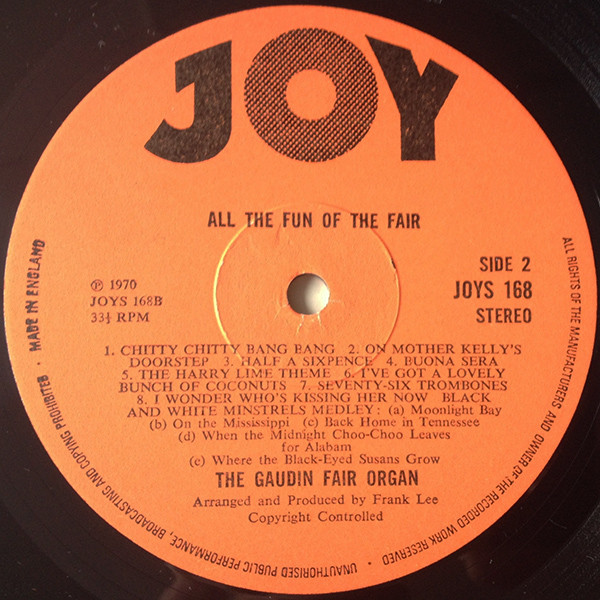 JOY
ALL THE FUN OF THE FAIR
℗ 1970
JOYS 168B
33⅓ RPM
SIDE 2
JOYS 168
STEREO
1. CHITTY CHITTY BANG BANG 2. ON MOTHER KELLY'S
DOORSTEP 3. HALF A SIXPENCE 4. BUONA SERA
5. THE HARRY LIME THEME 6. I'VE GOT A LOVELY
BUNCH OF COCONUTS 7. SEVENTY-SIX TROMBONES
8. I WONDER WHO'S KISSING HER NOW BLACK
AND WHITE MINSTRELS MEDLEY: (a) Moonlight Bay
(b) On the Mississippi (c) Back Home in Tennessee
(d) When the Midnight Choo-Choo Leaves
for Alabam
(e) Where the Black-Eyed Susans Grow
THE GAUDIN FAIR ORGAN
Arranged and Produced by Frank Lee
Copyright Controlled
ALL RIGHTS OF THE MANUFACTURERS AND OWNER OF THE RECORDED WORK RESERVED · UNAUTHORISED PUBLIC PERFORMANCE, BROADCASTING AND COPYING PROHIBITED · MADE IN ENGLAND